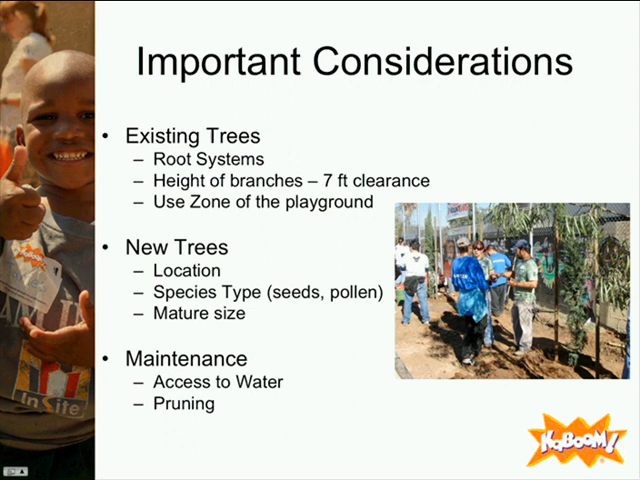 Important Considerations
• Existing Trees
– Root Systems
– Height of branches – 7 ft clearance
– Use Zone of the playground
• New Trees
– Location
– Species Type (seeds, pollen)
– Mature size
• Maintenance
– Access to Water
– Pruning
InSite
KaBOOM!